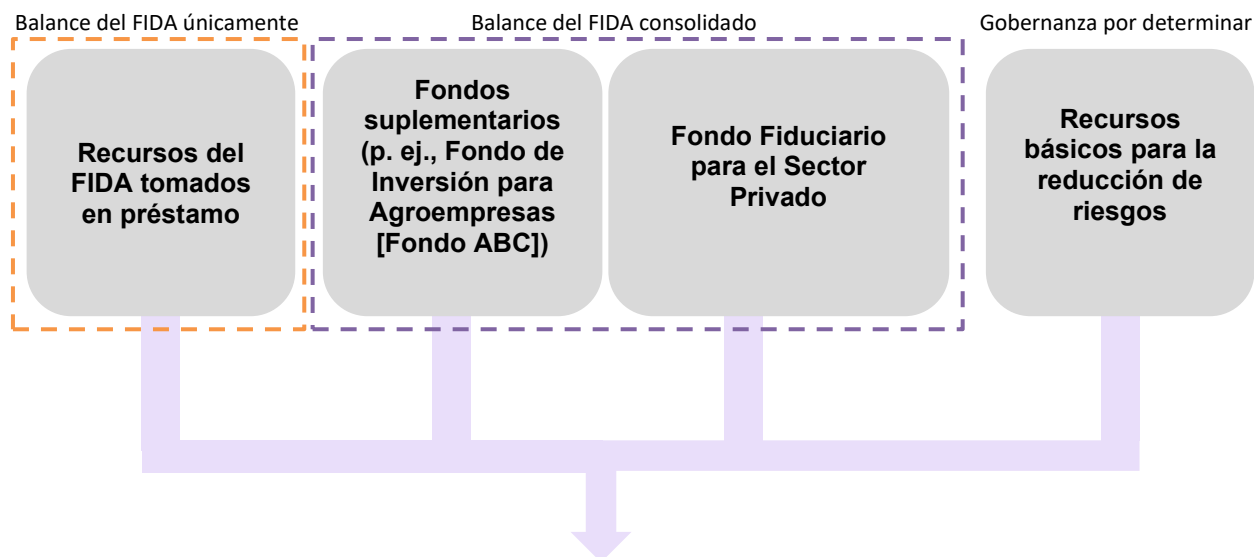 Balance del FIDA únicamente
Balance del FIDA consolidado
Gobernanza por determinar
Recursos del
FIDA tomados
en préstamo
Fondos
suplementarios
(p. ej., Fondo de
Inversión para
Agroempresas
[Fondo ABC])
Fondo Fiduciario
para el Sector
Privado
Recursos
básicos para la
reducción de
riesgos